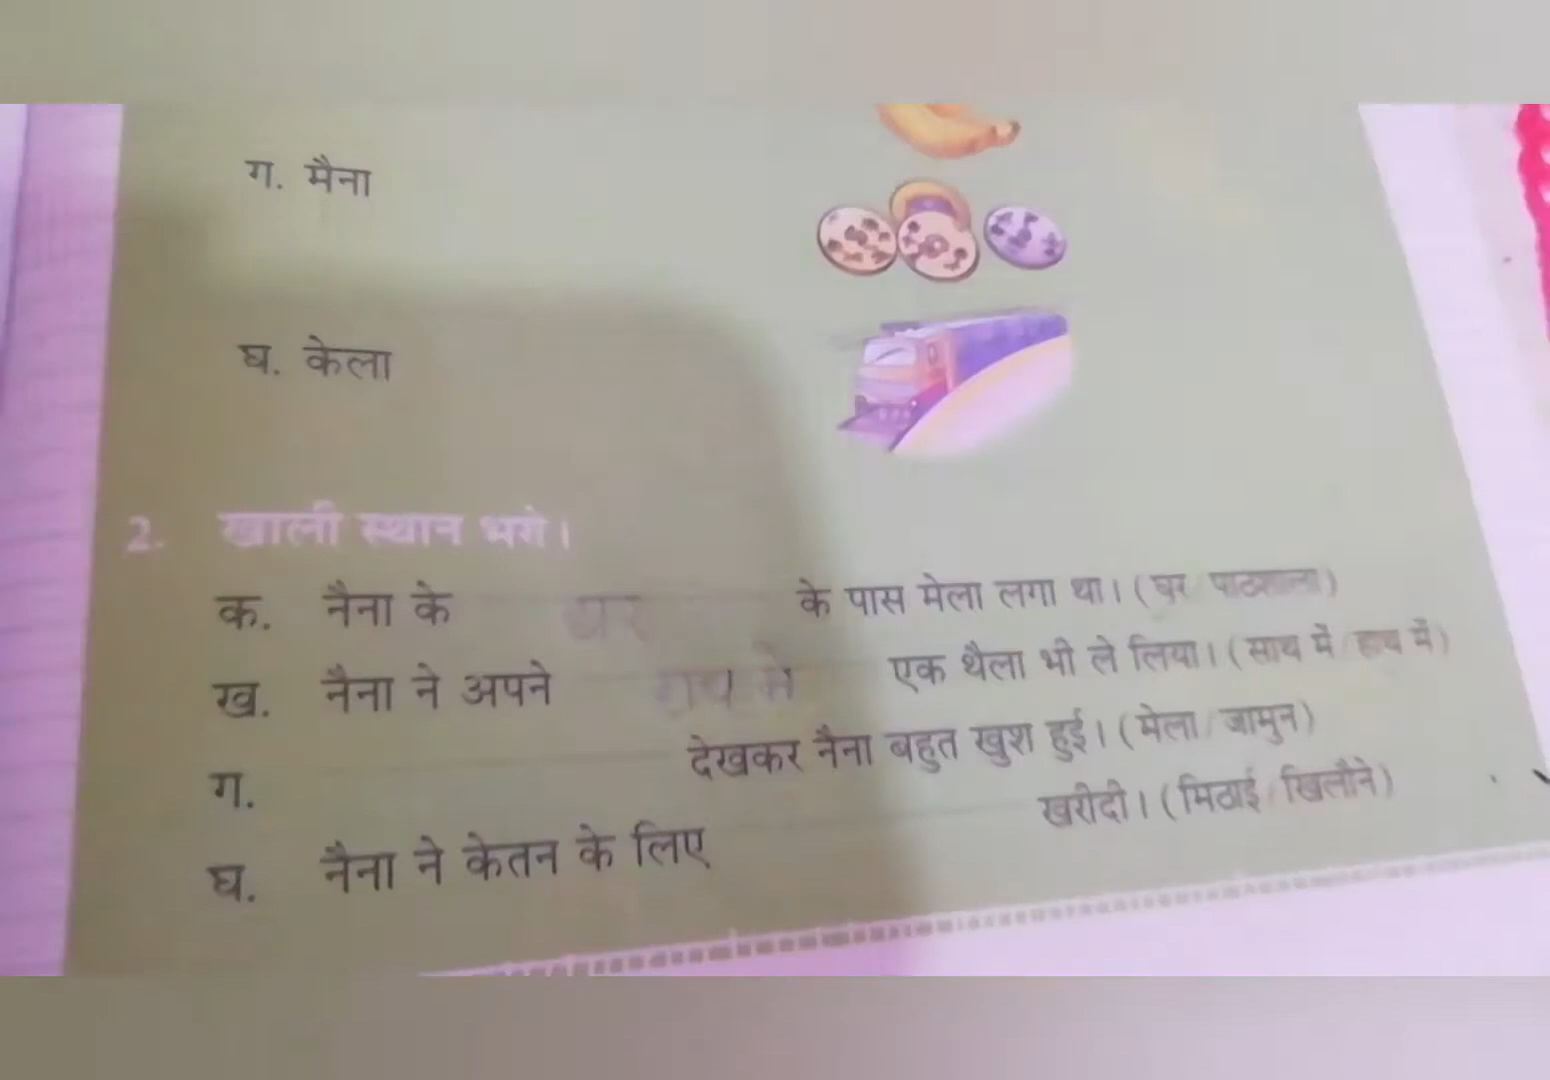 ग. मैना
घ. केला
2. खाली स्थान भरो।
क. नैना के घर के पास मेला लगा था। ( घर / पाठशाला )
ख. नैना ने अपने साथ में एक थैला भी ले लिया। ( साथ में / हाथ में )
ग. देखकर नैना बहुत खुश हुई। ( मेला / जामुन )
घ. नैना ने केतन के लिए खरीदी। ( मिठाई / खिलौने )